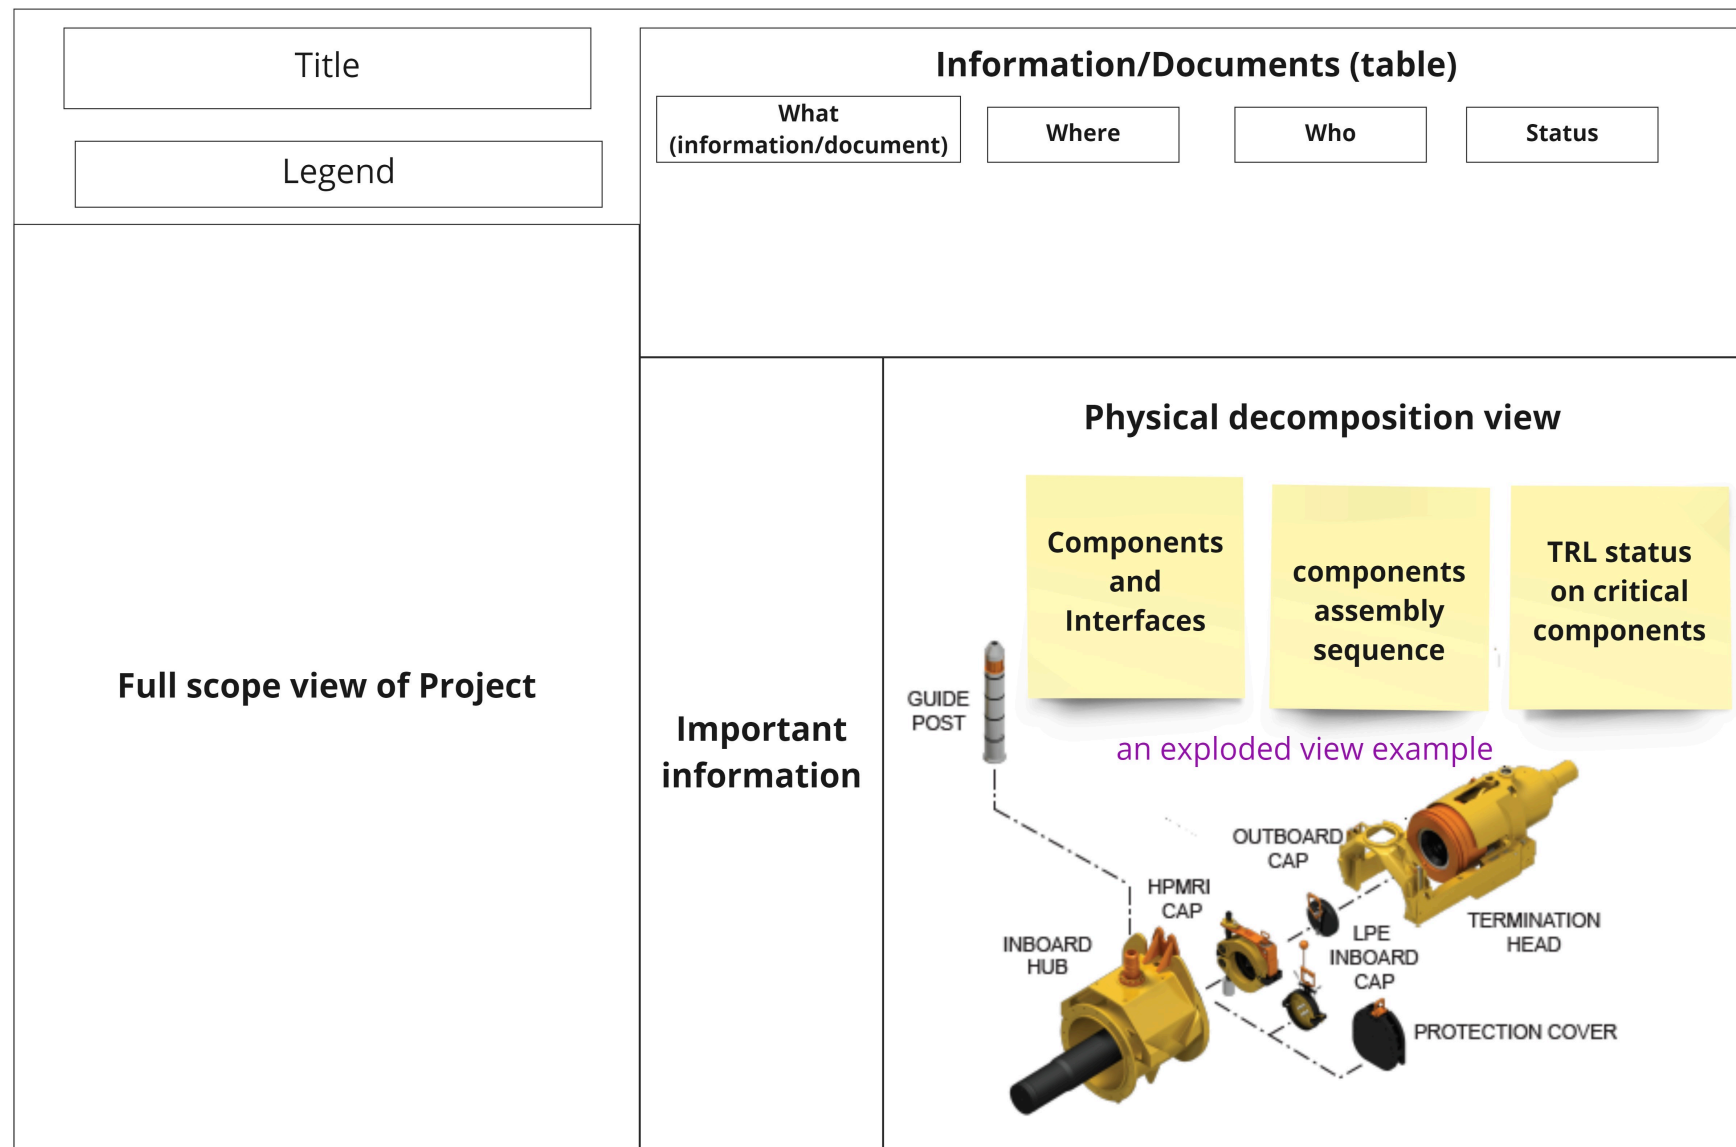 Title
Legend
Full scope view of Project
Information/Documents (table)
What
(information/document)
Where
Who
Status
Important
information
Physical decomposition view
Components
and
Interfaces
components
assembly
sequence
TRL status
on critical
components
an exploded view example
GUIDE
POST
OUTBOARD
CAP
HPMRI
CAP
INBOARD
HUB
LPE
INBOARD
CAP
TERMINATION
HEAD
PROTECTION COVER